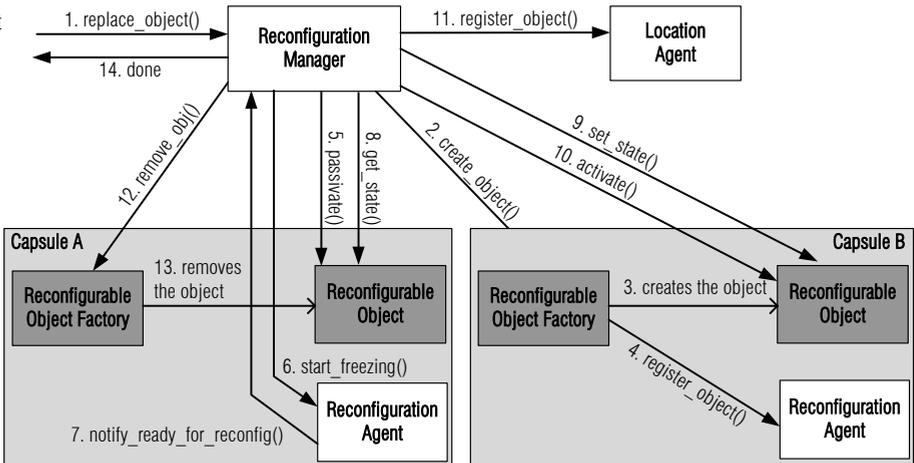 1. replace_object()
14. done
Reconfiguration
Manager
11. register_object()
Location
Agent
12. remove_obj()
5. passivate()
8. get_state()
2. create_object()
9. set_state()
10. activate()
Capsule A
Reconfigurable
Object Factory
13. removes
the object
Reconfigurable
Object
6. start_freezing()
7. notify_ready_for_reconfig()
Reconfiguration
Agent
Capsule B
Reconfigurable
Object Factory
3. creates the object
Reconfigurable
Object
4. register_object()
Reconfiguration
Agent